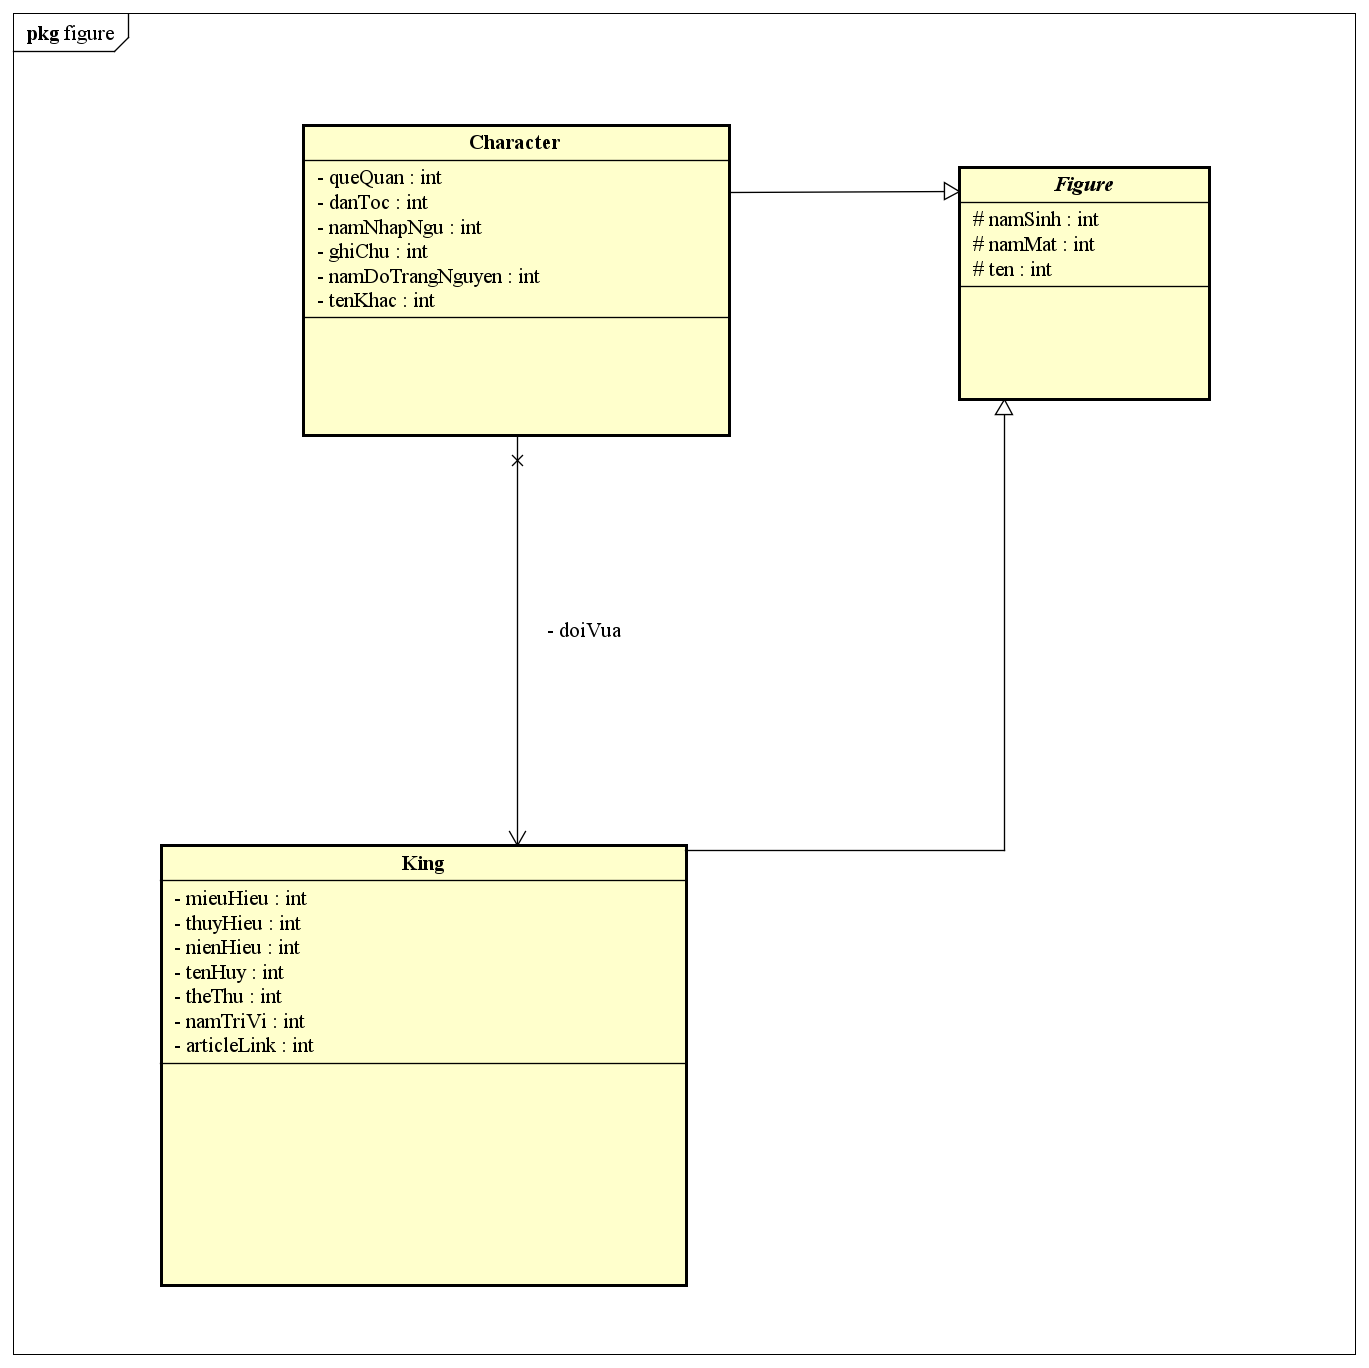 pkg figure
Character
- queQuan : int
- danToc : int
- namNhapNgu : int
- ghiChu : int
- namDoTrangNguyen : int
- tenKhac : int
Figure
# namSinh : int
# namMat : int
# ten : int
- doiVua
King
- mieuHieu : int
- thuyHieu : int
- nienHieu : int
- tenHuy : int
- theThu : int
- namTriVi : int
- articleLink : int